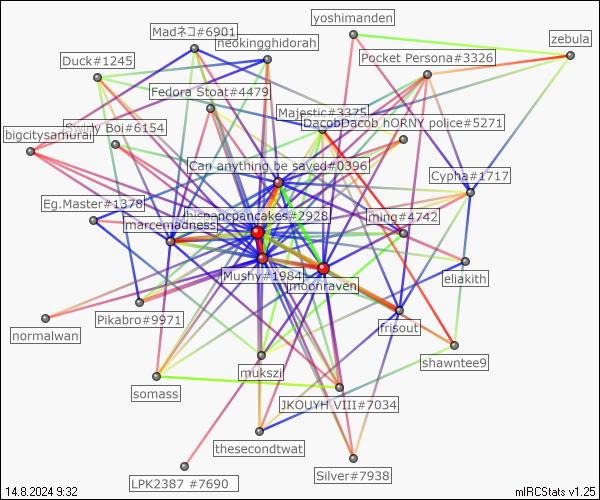 yoshimanden
Madネコ#6901
neokingghidorah
zebula
Duck#1245
Pocket Persona#3326
Fedora Stoat#4479
Majestic#3375
DacobDacob hORNY police#5271
Boi#6154
bigcitysamurai
Can anything be saved#0396
Cypha#1717
Eg.Master#1378
hispancpancakes#2928
ming#4742
marcemadness
Mushy#1984
eliakith
moonraven
Pikabro#9971
normalwan
frisout
shawntee9
mukszi
somass
JKOUYH VIII#7034
thesecondtwat
Silver#7938
LPK2387 #7690
14.8.2024 9:32
mIRCStats v1.25